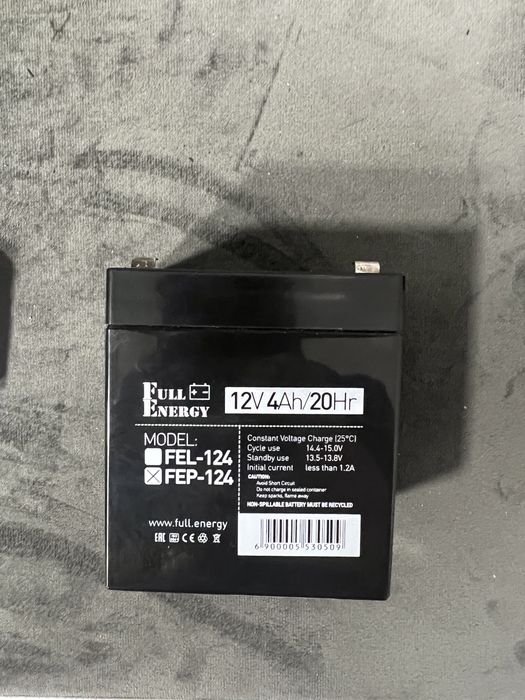 FULL
ENERGY
12V 4Ah/20Hr
MODEL:
FEL-124
FEP-124
Constant Voltage Charge (25°C)
Cycle use 14.4-15.0V
Standby use 13.5-13.8V
Initial current less than 1.2A
CAUTION:
Avoid Short Circuit
Do not charge in sealed container
Keep sparks, flame away
NON-SPILLABLE BATTERY MUST BE RECYCLED
www.full.energy
EAC CE
6 900005 530509